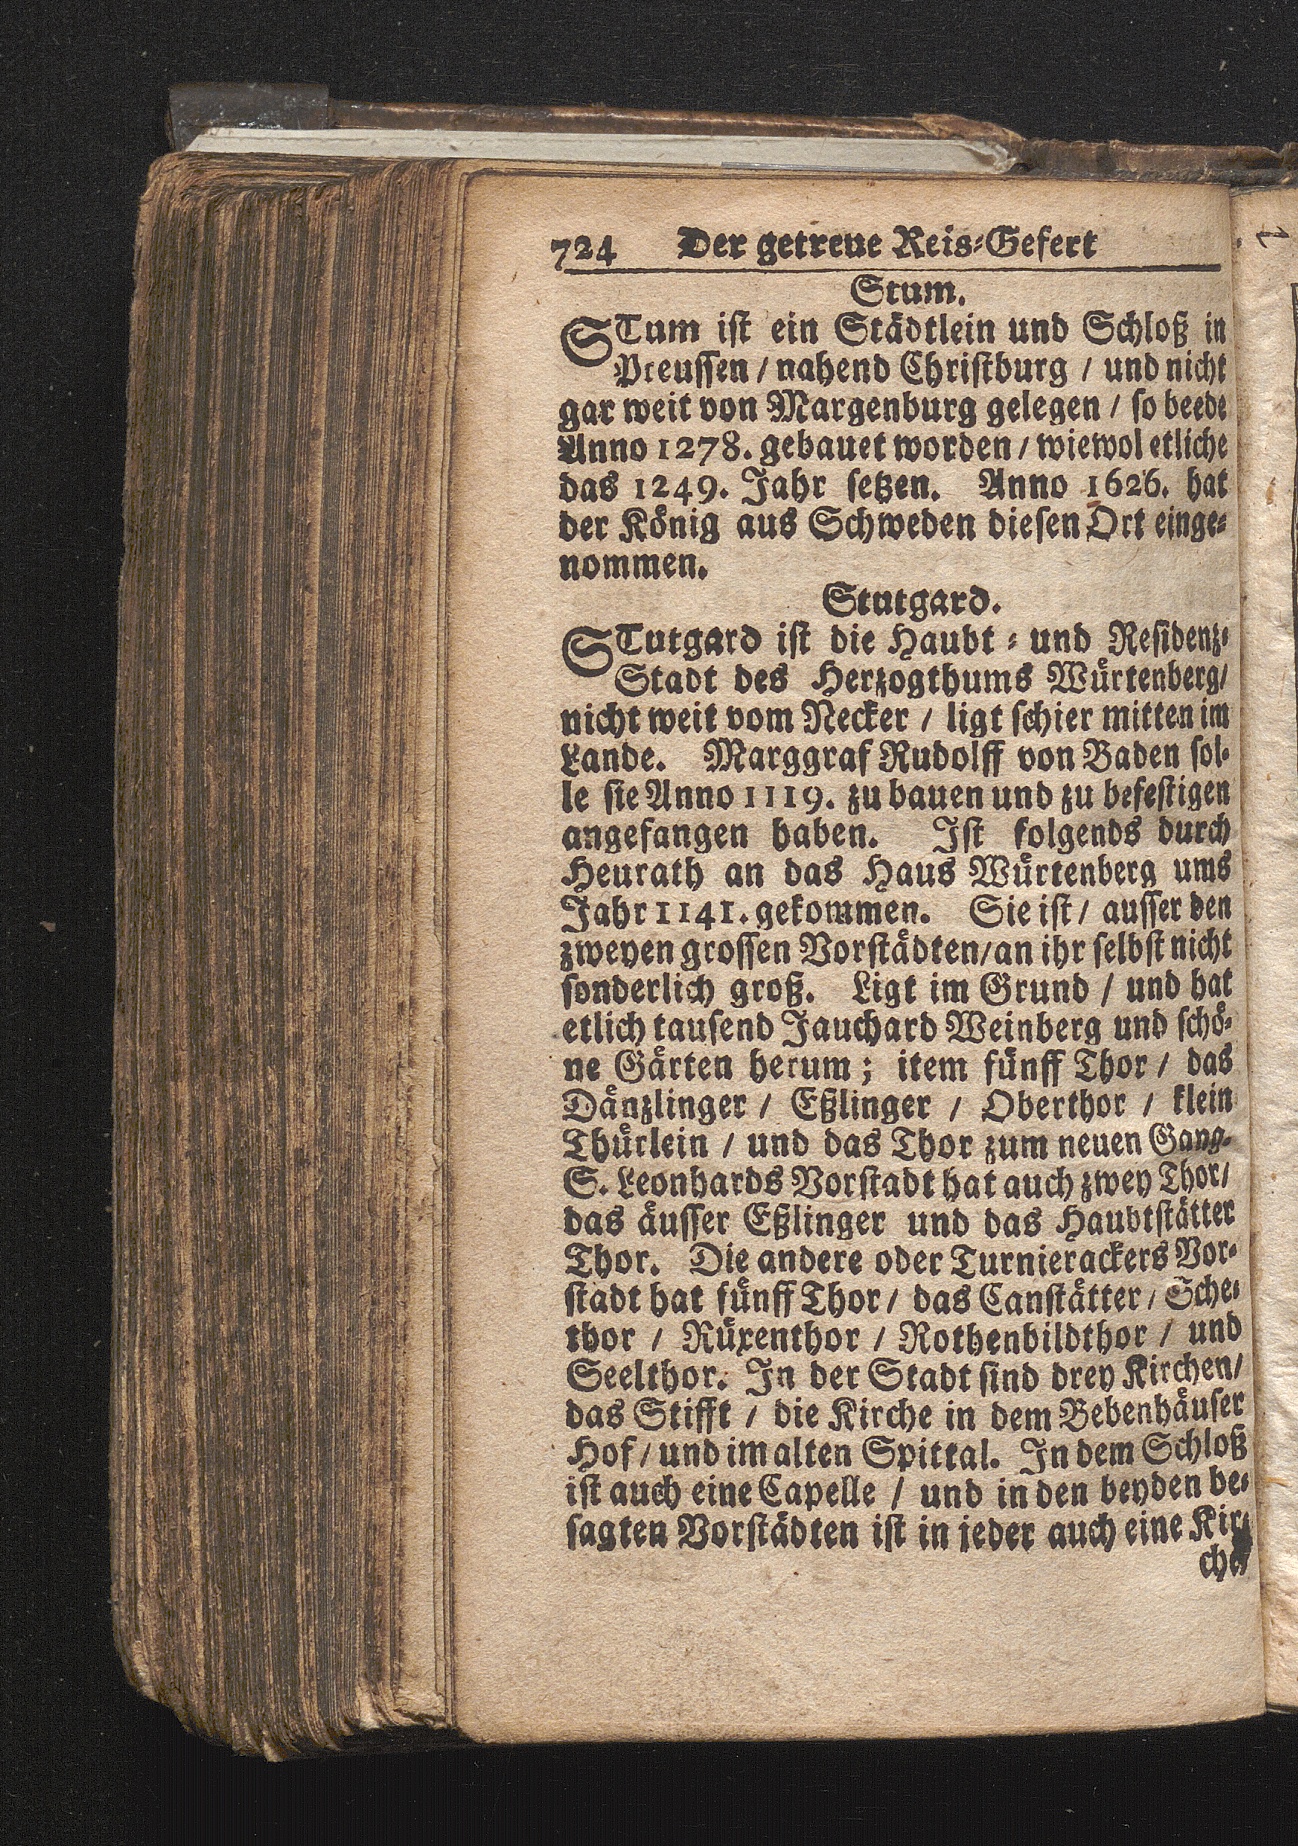 724 Der getreue Reis-Gefert
Stum.
STum ist ein Städtlein und Schloß in
Preussen / nahend Christburg / und nicht
gar weit von Margenburg gelegen / so beede
Anno 1278. gebauet worden / wiewol etliche
das 1249. Jahr setzen. Anno 1626. hat
der König aus Schweden diesen Ort einge-
nommen.
Stutgard.
STutgard ist die Haubt- und Residenz-
Stadt des Herzogthums Würtenberg/
nicht weit vom Necker / ligt schier mitten im
Lande. Marggraf Rudolff von Baden sol-
le sie Anno 1119. zu bauen und zu befestigen
angefangen haben. Ist folgends durch
Heurath an das Haus Würtenberg ums
Jahr 1141. gekommen. Sie ist / ausser den
zweyen grossen Vorstädten/an ihr selbst nicht
sonderlich groß. Ligt im Grund / und hat
etlich tausend Jauchard Weinberg und schö-
ne Gärten herum; item fünff Thor / das
Dänzlinger / Eßlinger / Oberthor / klein
Thürlein / und das Thor zum neuen Gang.
S. Leonhards Vorstadt hat auch zwey Thor/
das äusser Eßlinger und das Haubtstätter
Thor. Die andere oder Turnierackers Vor-
stadt hat fünff Thor / das Canstätter / Sche-
thor / Rüxenthor / Rothenbildthor / und
Seelthor. In der Stadt sind drey Kirchen/
das Stifft / die Kirche in dem Bebenhäuser
Hof / und im alten Spittal. In dem Schloß
ist auch eine Capelle / und in den beyden be-
sagten Vorstädten ist in jeder auch eine Kir-
che/